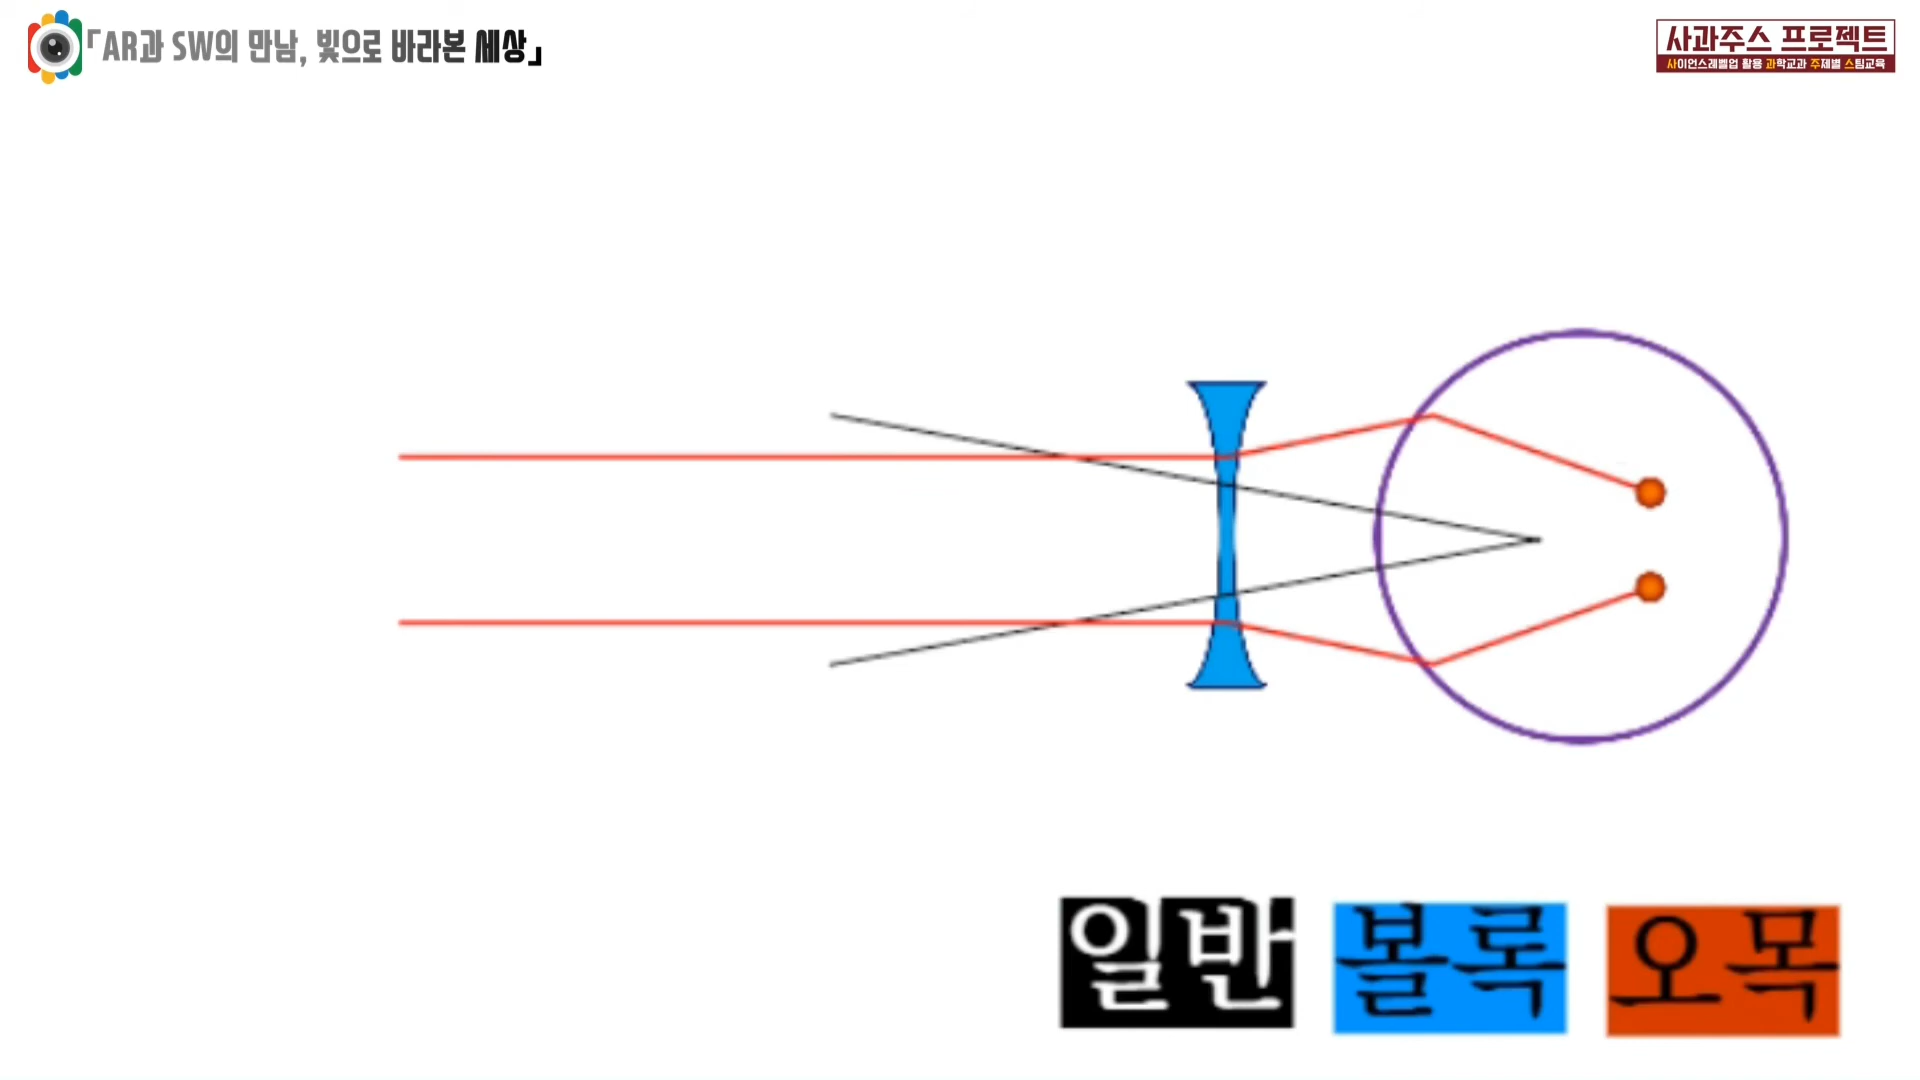 「AR과 SW의 만남, 빛으로 바라본 세상」
사과주스 프로젝트
사이언스레벨업 활용 과학교과 주제별 스팀교육
일반
볼록
오목